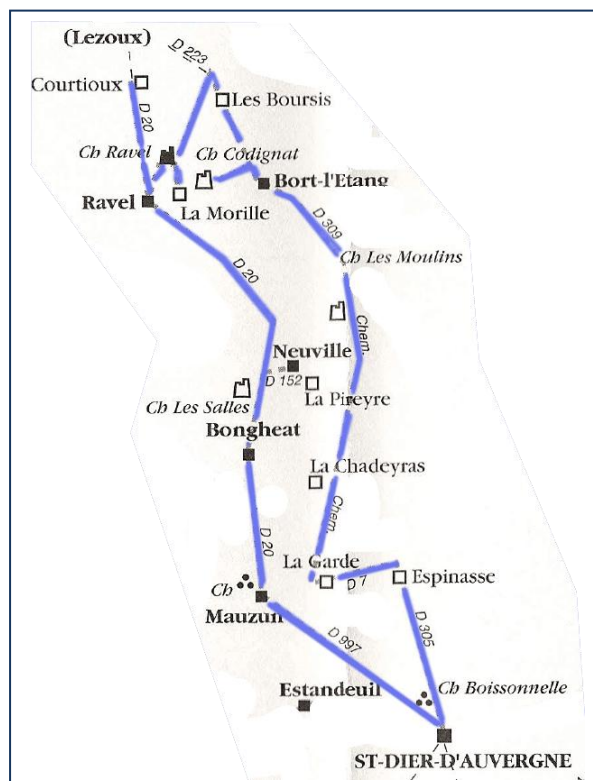 (Lezoux)
D 223
Courtioux
Les Boursis
D 20
Ch Ravel
Ch Codignat
Bort-l'Etang
Ravel
La Morille
D 309
Ch Les Moulins
D 20
Chem.
Neuville
D 152
La Pireyre
Ch Les Salles
Bongheat
La Chadeyras
Chem.
D 20
La Garde
D 7
Espinasse
Ch
Mauzun
D 305
D 997
Estandeuil
Ch Boissonnelle
ST-DIER-D'AUVERGNE